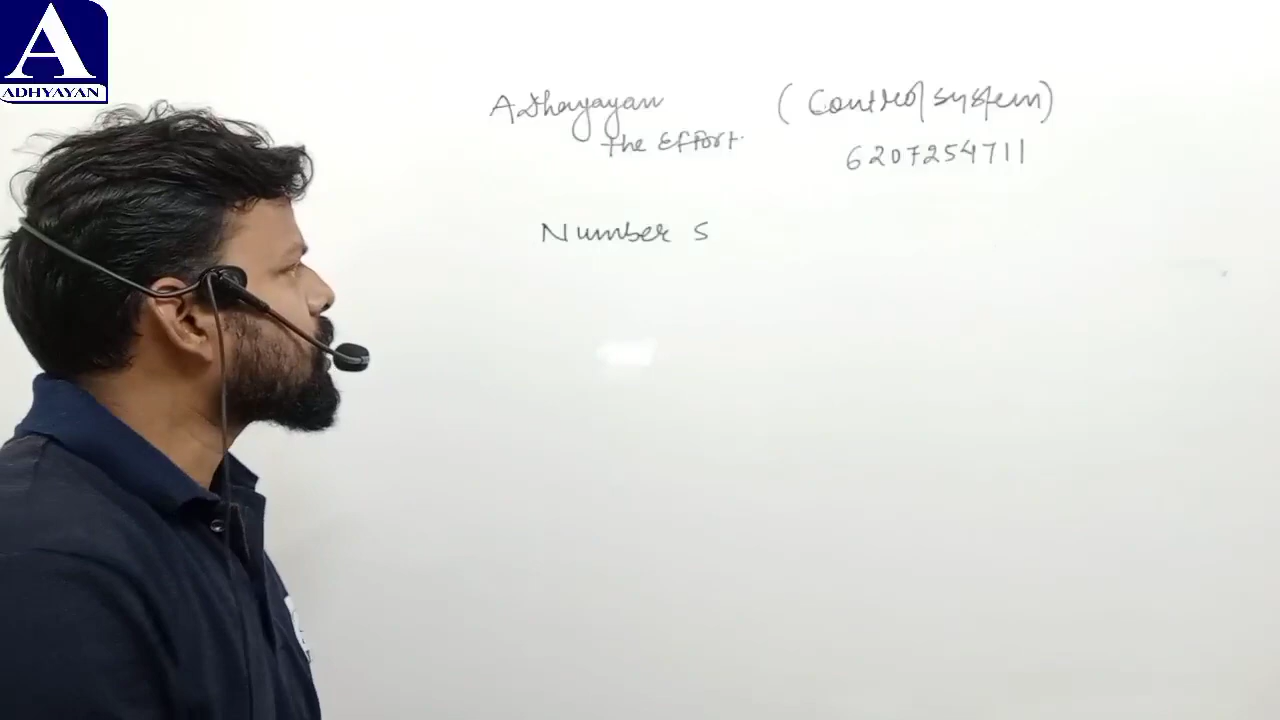 A
ADHYAYAN
Adhayayan
the Effort.
(Control system)
6207254711
Number s